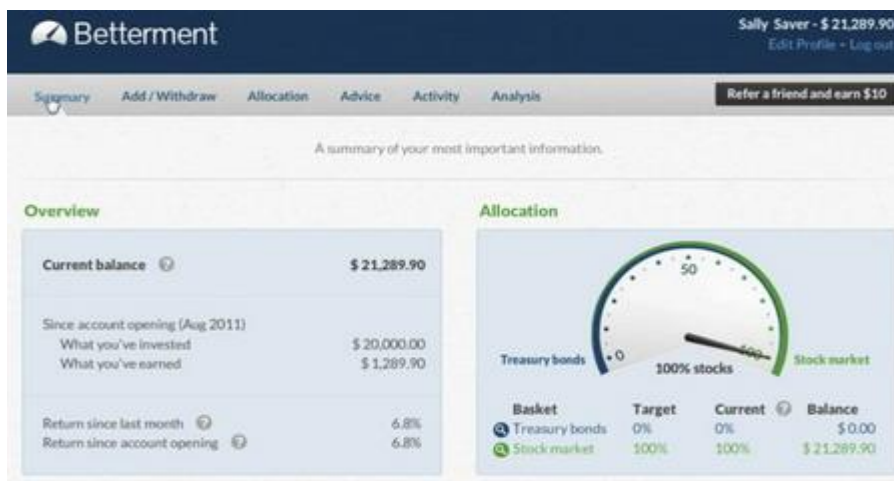 Betterment
Sally Saver - $ 21,289.90
Edit Profile • Log out
Summary Add / Withdraw Allocation Advice Activity Analysis Refer a friend and earn $10
A summary of your most important information.
Overview
Current balance ? $ 21,289.90
Since account opening (Aug 2011)
What you've invested $ 20,000.00
What you've earned $ 1,289.90
Return since last month ? 6.8%
Return since account opening ? 6.8%
Allocation
50
Treasury bonds 0 100 Stock market
100% stocks
Basket Target Current ? Balance
Treasury bonds 0% 0% $ 0.00
Stock market 100% 100% $ 21,289.90